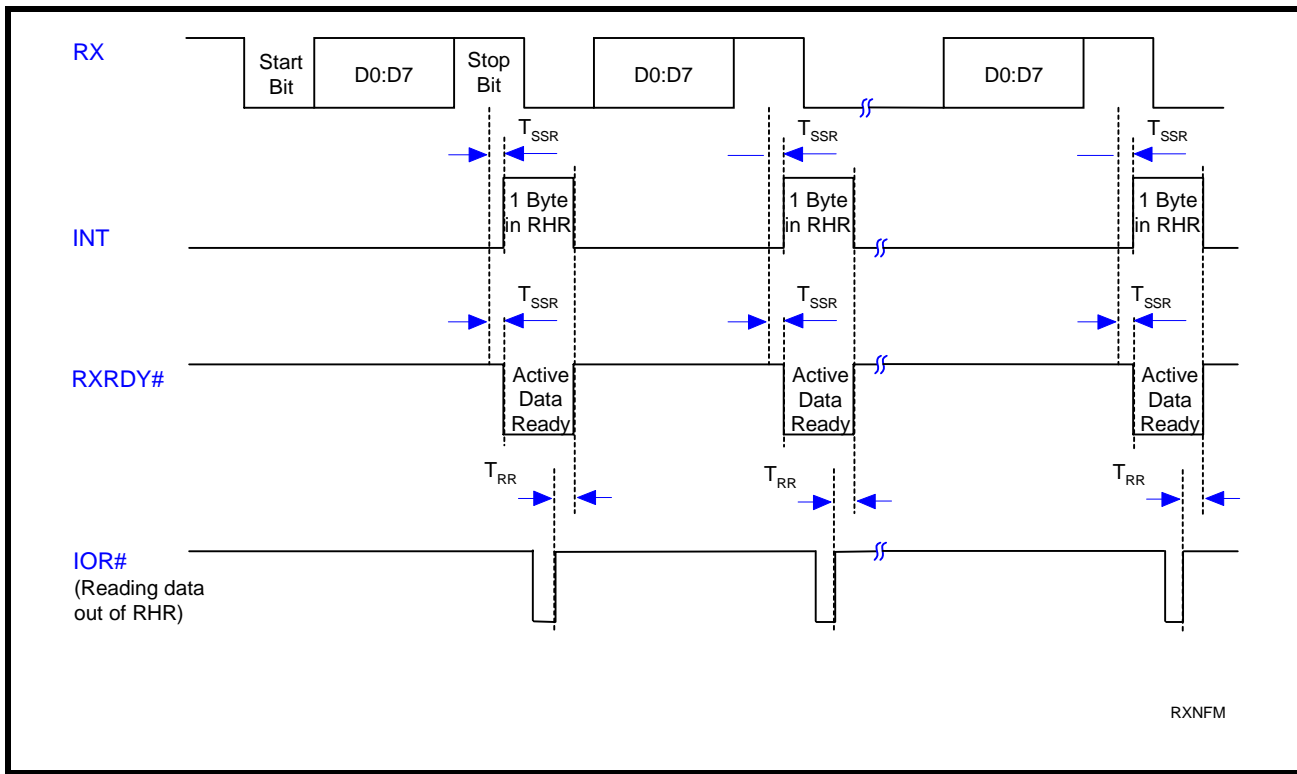 RX
Start
Bit
D0:D7
Stop
Bit
D0:D7
D0:D7
TSSR
TSSR
TSSR
INT
1 Byte
in RHR
1 Byte
in RHR
1 Byte
in RHR
TSSR
TSSR
TSSR
RXRDY#
Active
Data
Ready
Active
Data
Ready
Active
Data
Ready
TRR
TRR
TRR
IOR#
(Reading data
out of RHR)
RXNFM